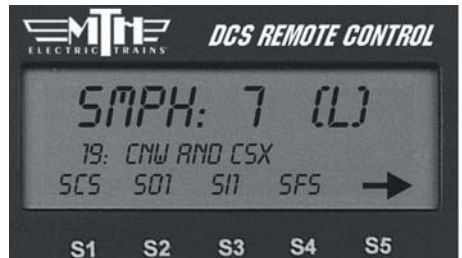 MTH
ELECTRIC TRAINS
DCS REMOTE CONTROL
SMPH: 7 (L)
19: CNW AND CSX
SCS SO1 SI1 SFS
S1 S2 S3 S4 S5